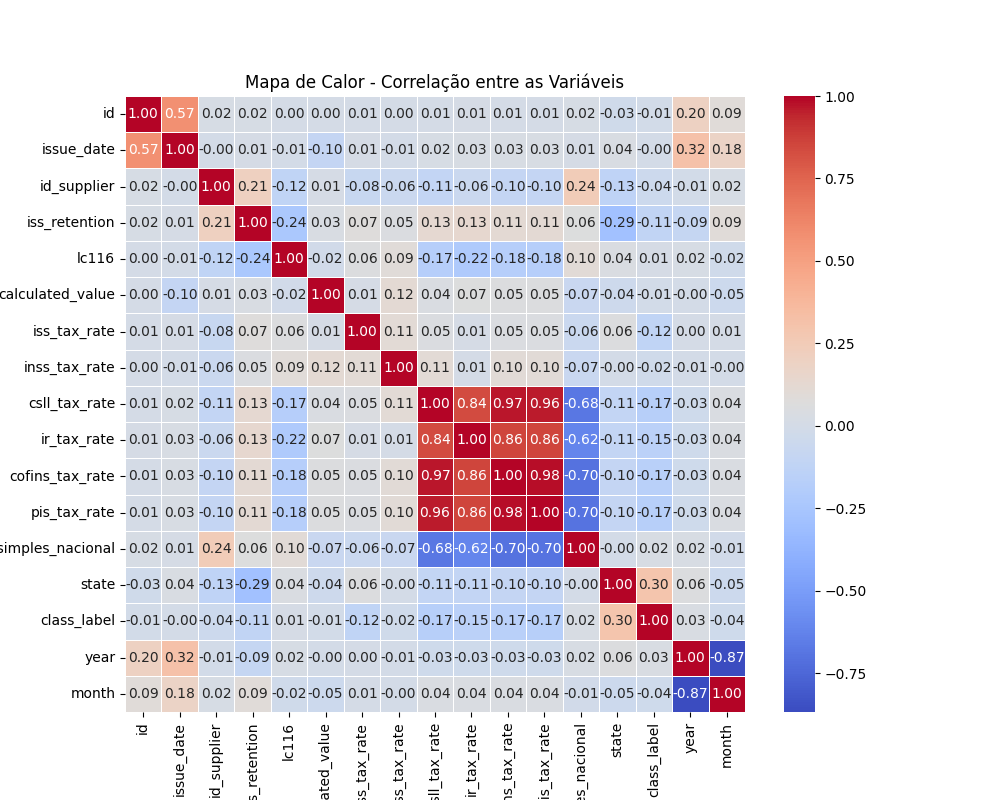 Mapa de Calor - Correlação entre as Variáveis
id 1.00 0.57 0.02 0.02 0.00 0.00 0.01 0.00 0.01 0.01 0.01 0.01 0.02 -0.03 -0.01 0.20 0.09
issue_date 0.57 1.00 -0.00 0.01 -0.01 -0.10 0.01 -0.01 0.02 0.03 0.03 0.03 0.01 0.04 -0.00 0.32 0.18
id_supplier 0.02 -0.00 1.00 0.21 -0.12 0.01 -0.08 -0.06 -0.11 -0.06 -0.10 -0.10 0.24 -0.13 -0.04 -0.01 0.02
iss_retention 0.02 0.01 0.21 1.00 -0.24 0.03 0.07 0.05 0.13 0.13 0.11 0.11 0.06 -0.29 -0.11 -0.09 0.09
lc116 0.00 -0.01 -0.12 -0.24 1.00 -0.02 0.06 0.09 -0.17 -0.22 -0.18 -0.18 0.10 0.04 0.01 0.02 -0.02
calculated_value 0.00 -0.10 0.01 0.03 -0.02 1.00 0.01 0.12 0.04 0.07 0.05 0.05 -0.07 -0.04 -0.01 -0.00 -0.05
iss_tax_rate 0.01 0.01 -0.08 0.07 0.06 0.01 1.00 0.11 0.05 0.01 0.05 0.05 -0.06 0.06 -0.12 0.00 0.01
inss_tax_rate 0.00 -0.01 -0.06 0.05 0.09 0.12 0.11 1.00 0.11 0.01 0.10 0.10 -0.07 -0.00 -0.02 -0.01 -0.00
csll_tax_rate 0.01 0.02 -0.11 0.13 -0.17 0.04 0.05 0.11 1.00 0.84 0.97 0.96 -0.68 -0.11 -0.17 -0.03 0.04
ir_tax_rate 0.01 0.03 -0.06 0.13 -0.22 0.07 0.01 0.01 0.84 1.00 0.86 0.86 -0.62 -0.11 -0.15 -0.03 0.04
cofins_tax_rate 0.01 0.03 -0.10 0.11 -0.18 0.05 0.05 0.10 0.97 0.86 1.00 0.98 -0.70 -0.10 -0.17 -0.03 0.04
pis_tax_rate 0.01 0.03 -0.10 0.11 -0.18 0.05 0.05 0.10 0.96 0.86 0.98 1.00 -0.70 -0.10 -0.17 -0.03 0.04
simples_nacional 0.02 0.01 0.24 0.06 0.10 -0.07 -0.06 -0.07 -0.68 -0.62 -0.70 -0.70 1.00 -0.00 0.02 0.02 -0.01
state -0.03 0.04 -0.13 -0.29 0.04 -0.04 0.06 -0.00 -0.11 -0.11 -0.10 -0.10 -0.00 1.00 0.30 0.06 -0.05
class_label -0.01 -0.00 -0.04 -0.11 0.01 -0.01 -0.12 -0.02 -0.17 -0.15 -0.17 -0.17 0.02 0.30 1.00 0.03 -0.04
year 0.20 0.32 -0.01 -0.09 0.02 -0.00 0.00 -0.01 -0.03 -0.03 -0.03 -0.03 0.02 0.06 0.03 1.00 -0.87
month 0.09 0.18 0.02 0.09 -0.02 -0.05 0.01 -0.00 0.04 0.04 0.04 0.04 -0.01 -0.05 -0.04 -0.87 1.00
id
issue_date
id_supplier
s_retention
lc116
ated_value
ss_tax_rate
ss_tax_rate
sll_tax_rate
ir_tax_rate
ns_tax_rate
is_tax_rate
es_nacional
state
class_label
year
month
1.00
0.75
0.50
0.25
0.00
−0.25
−0.50
−0.75